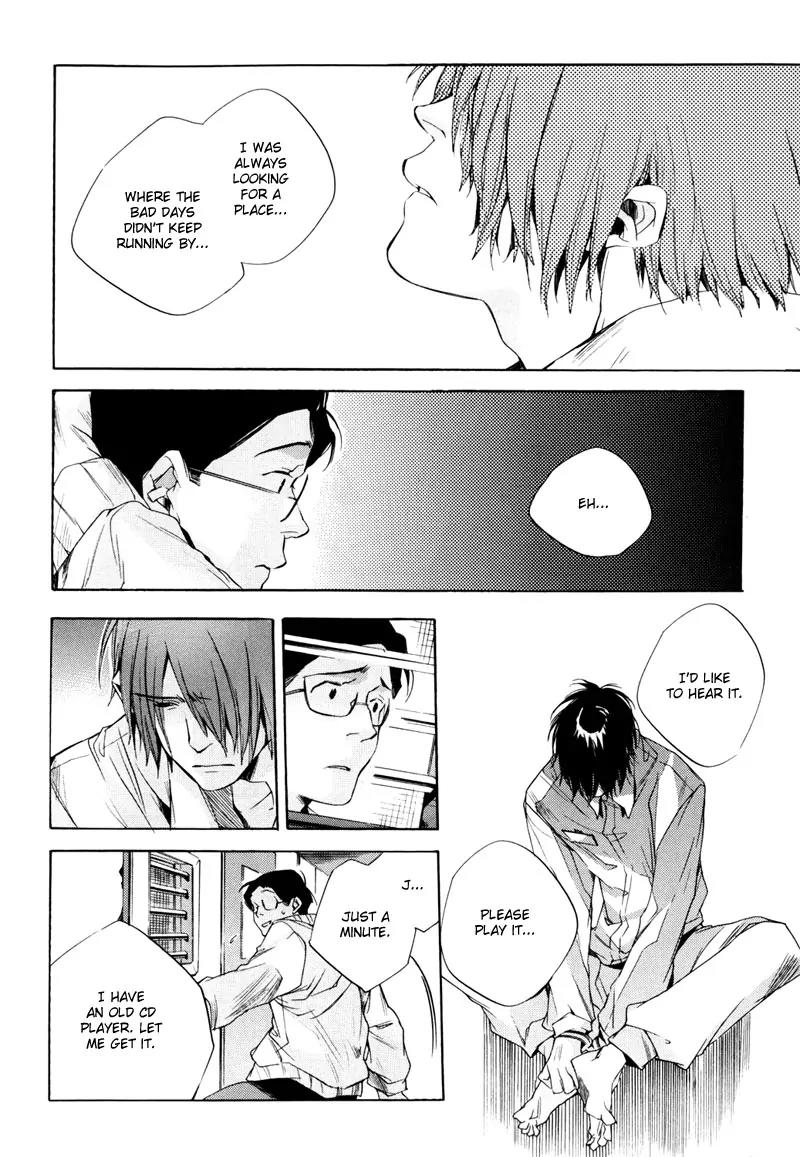 I WAS
ALWAYS
LOOKING
FOR A
PLACE...
WHERE THE
BAD DAYS
DIDN'T KEEP
RUNNING BY...
EH...
I'D LIKE
TO HEAR IT.
PLEASE
PLAY IT...
J...
JUST A
MINUTE.
I HAVE
AN OLD CD
PLAYER. LET
ME GET IT.